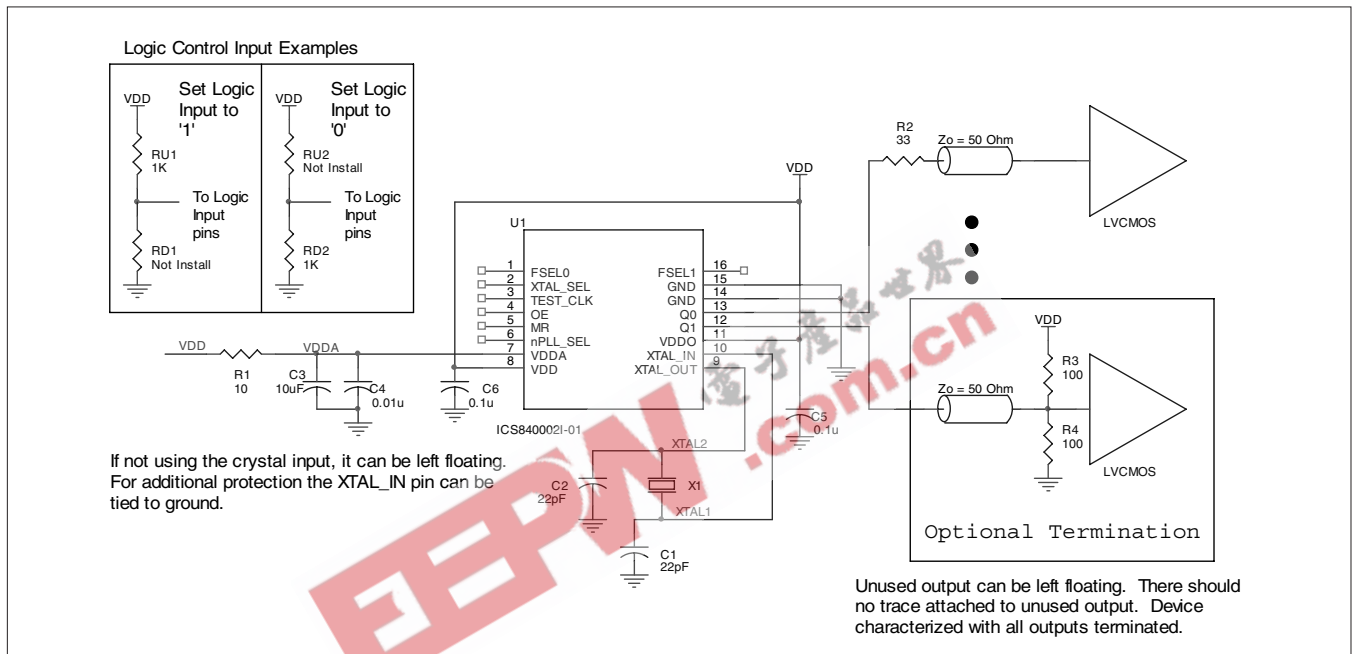 Logic Control Input Examples
Set Logic
Input to
'1'
VDD
RU1
1K
To Logic
Input
pins
RD1
Not Install
Set Logic
Input to
'0'
VDD
RU2
Not Install
To Logic
Input
pins
RD2
1K
VDD
R1
10
VDDA
C3
10uF
C4
0.01u
C6
0.1u
U1
1
2
3
4
5
6
7
8
FSEL0
XTAL_SEL
TEST_CLK
OE
MR
nPLL_SEL
VDDA
VDD
FSEL1
GND
GND
Q0
Q1
VDDO
XTAL_IN
XTAL_OUT
16
15
14
13
12
11
10
9
ICS840002I-01
VDD
C5
0.1u
XTAL2
C2
22pF
X1
XTAL1
C1
22pF
If not using the crystal input, it can be left floating.
For additional protection the XTAL_IN pin can be
tied to ground.
R2
33
Zo = 50 Ohm
LVCMOS
VDD
R3
100
Zo = 50 Ohm
R4
100
LVCMOS
Optional Termination
Unused output can be left floating. There should
no trace attached to unused output. Device
characterized with all outputs terminated.
EEPW
.com.cn
電子產品世界